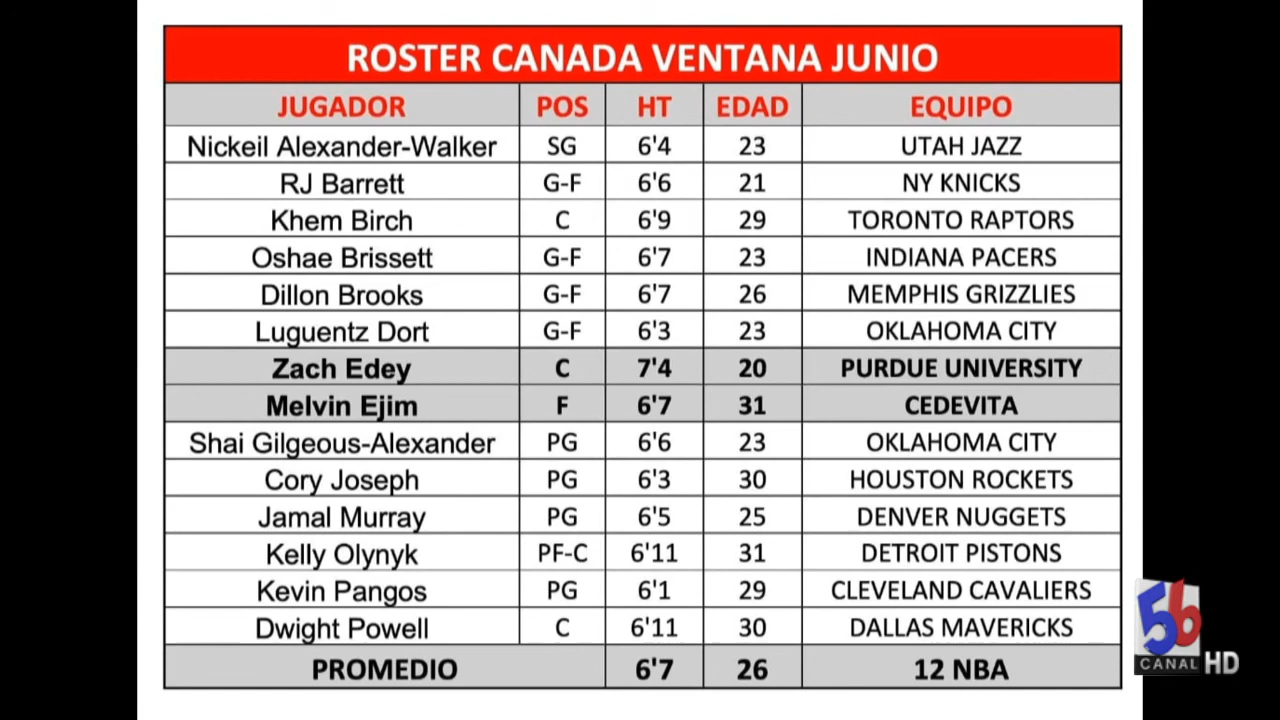 ROSTER CANADA VENTANA JUNIO
JUGADOR POS HT EDAD EQUIPO
Nickeil Alexander-Walker SG 6'4 23 UTAH JAZZ
RJ Barrett G-F 6'6 21 NY KNICKS
Khem Birch C 6'9 29 TORONTO RAPTORS
Oshae Brissett G-F 6'7 23 INDIANA PACERS
Dillon Brooks G-F 6'7 26 MEMPHIS GRIZZLIES
Luguentz Dort G-F 6'3 23 OKLAHOMA CITY
Zach Edey C 7'4 20 PURDUE UNIVERSITY
Melvin Ejim F 6'7 31 CEDEVITA
Shai Gilgeous-Alexander PG 6'6 23 OKLAHOMA CITY
Cory Joseph PG 6'3 30 HOUSTON ROCKETS
Jamal Murray PG 6'5 25 DENVER NUGGETS
Kelly Olynyk PF-C 6'11 31 DETROIT PISTONS
Kevin Pangos PG 6'1 29 CLEVELAND CAVALIERS
Dwight Powell C 6'11 30 DALLAS MAVERICKS
PROMEDIO 6'7 26 12 NBA
56
CANAL HD